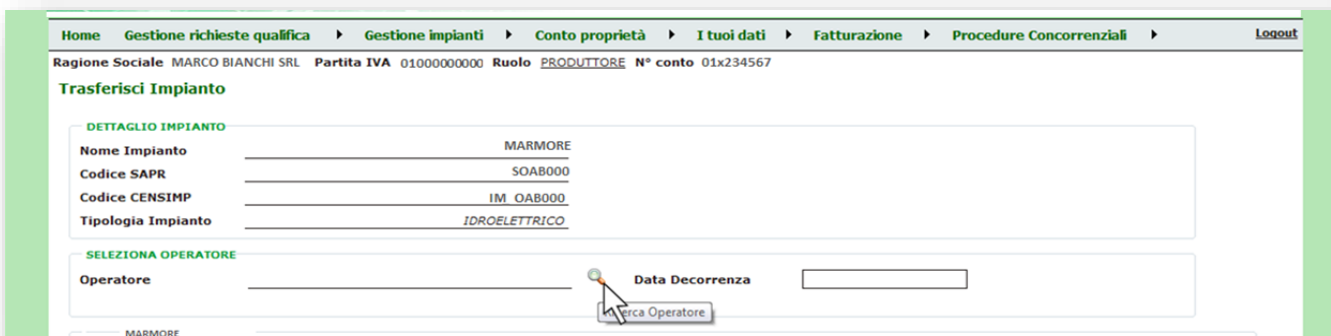 Home Gestione richieste qualifica Gestione impianti Conto proprietà I tuoi dati Fatturazione Procedure Concorrenziali Logout
Ragione Sociale MARCO BIANCHI SRL Partita IVA 01000000000 Ruolo PRODUTTORE N° conto 01x234567
Trasferisci Impianto
DETTAGLIO IMPIANTO
Nome Impianto MARMORE
Codice SAPR SOAB000
Codice CENSIMP IM_OAB000
Tipologia Impianto IDROELETTRICO
SELEZIONA OPERATORE
Operatore Data Decorrenza
Operatore
MARMORE